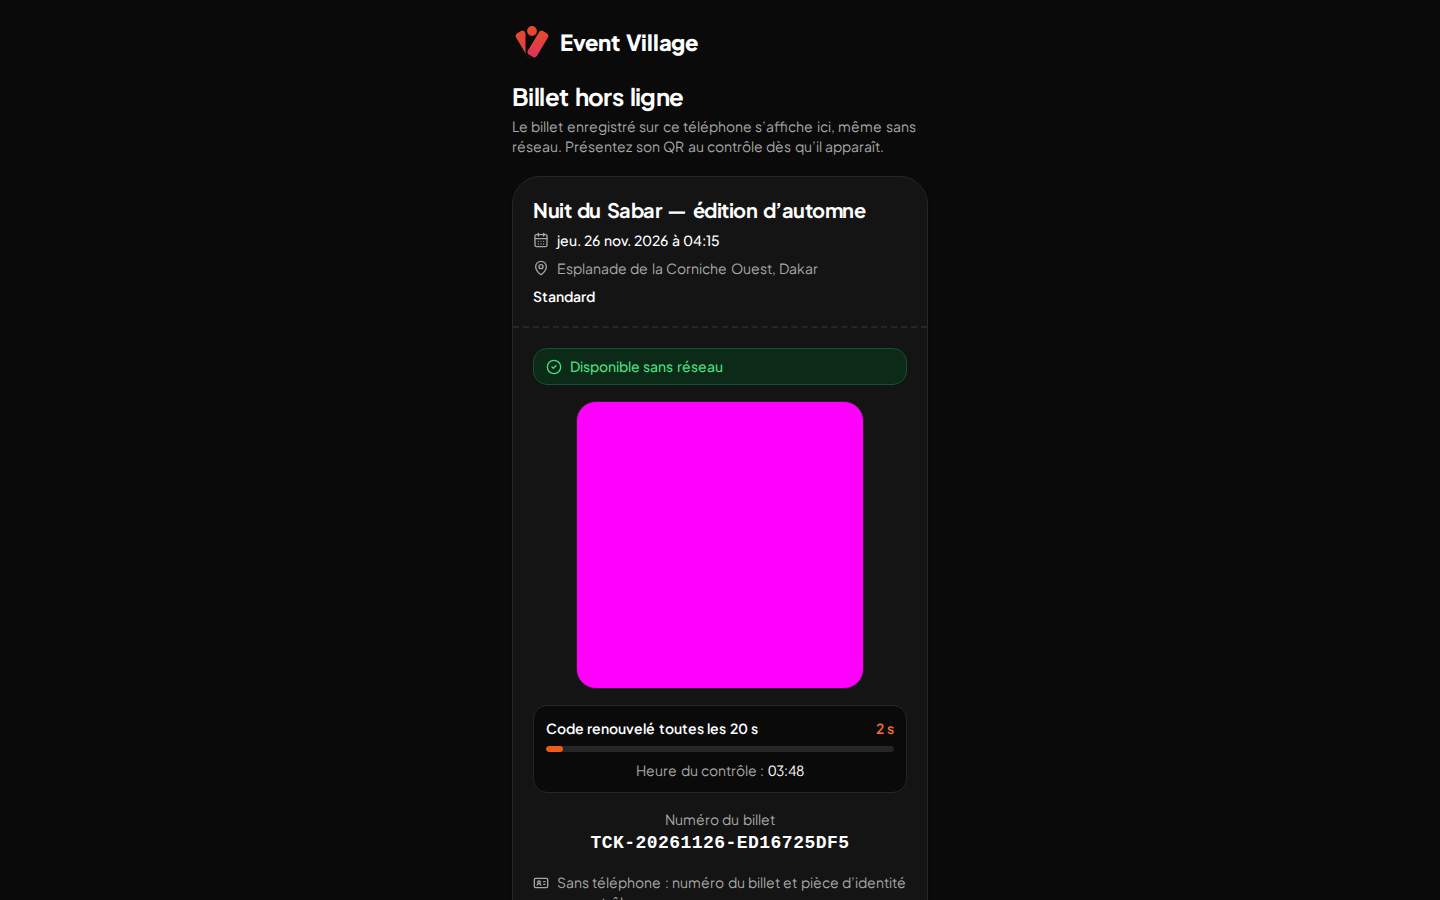 Event Village
Billet hors ligne
Le billet enregistré sur ce téléphone s’affiche ici, même sans
réseau. Présentez son QR au contrôle dès qu’il apparaît.
Nuit du Sabar — édition d’automne
jeu. 26 nov. 2026 à 04:15
Esplanade de la Corniche Ouest, Dakar
Standard
Disponible sans réseau
Code renouvelé toutes les 20 s
2 s
Heure du contrôle : 03:48
Numéro du billet
TCK-20261126-ED16725DF5
Sans téléphone : numéro du billet et pièce d’identité